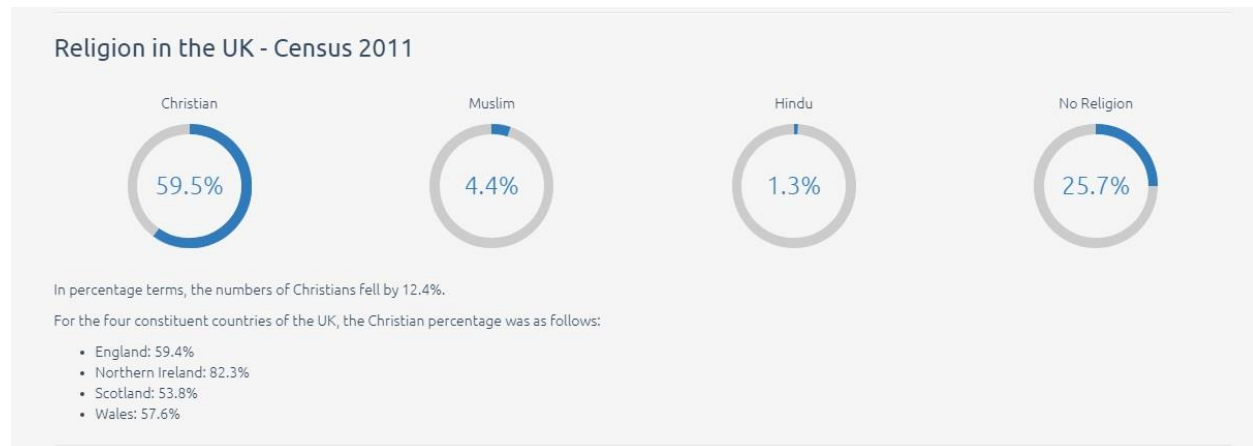 Religion in the UK - Census 2011
Christian
Muslim
Hindu
No Religion
59.5%
4.4%
1.3%
25.7%
In percentage terms, the numbers of Christians fell by 12.4%.
For the four constituent countries of the UK, the Christian percentage was as follows:
• England: 59.4%
• Northern Ireland: 82.3%
• Scotland: 53.8%
• Wales: 57.6%